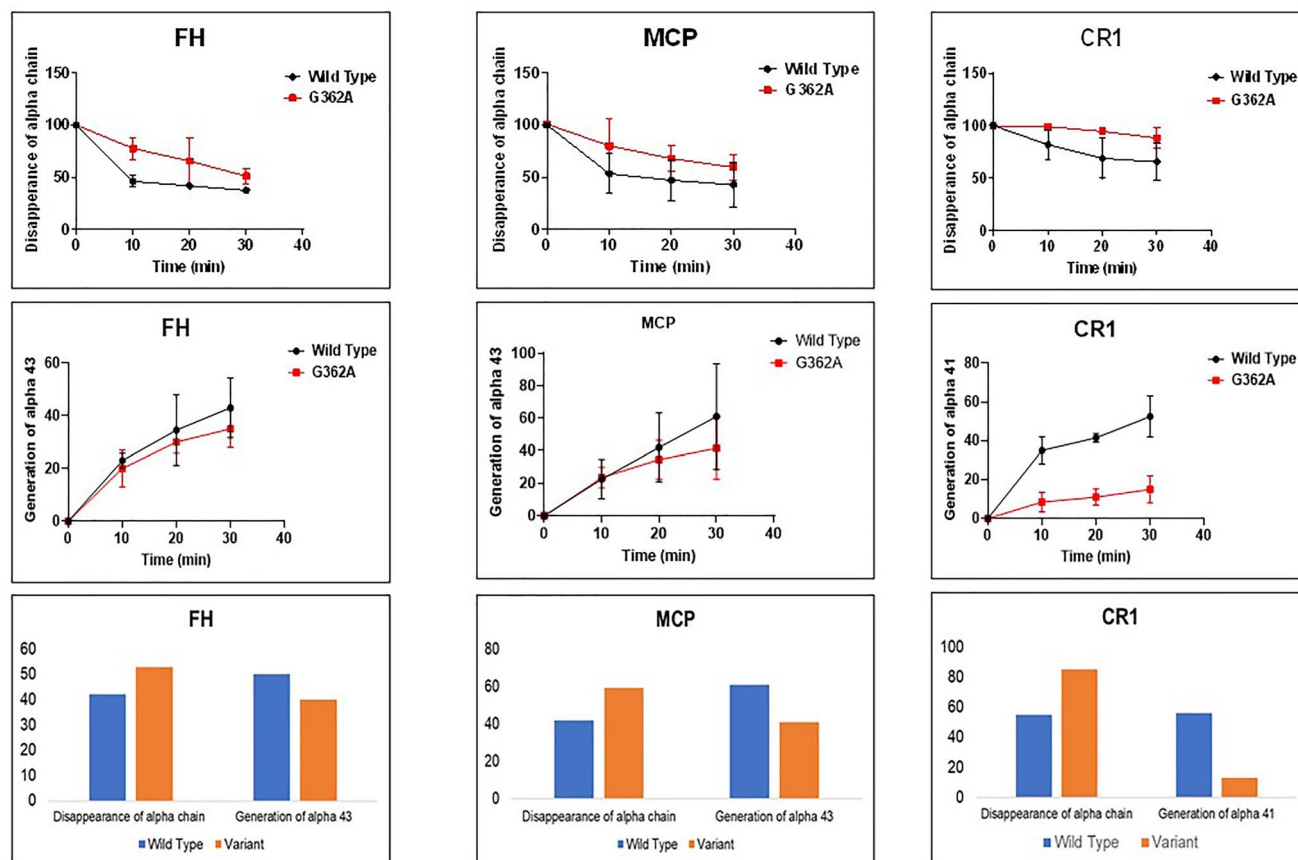 FH
Disapperance of alpha chain
150
100
50
0
0 10 20 30 40
Time (min)
Wild Type
G362A
MCP
Disapperance of alpha chain
150
100
50
0
0 10 20 30 40
Time (min)
Wild Type
G362A
CR1
Disapperance of alpha chain
150
100
50
0
0 10 20 30 40
Time (min)
Wild Type
G362A
FH
Generation of alpha 43
60
40
20
0
0 10 20 30 40
Time (min)
Wild Type
G362A
MCP
Generation of alpha 43
100
80
60
40
20
0
0 10 20 30 40
Time (min)
Wild Type
G362A
CR1
Generation of alpha 41
80
60
40
20
0
0 10 20 30 40
Time (min)
Wild Type
G362A
FH
60
50
40
30
20
10
0
Disappearance of alpha chain Generation of alpha 43
Wild Type Variant
MCP
80
60
40
20
0
Disappearance of alpha chain Generation of alpha 43
Wild Type Variant
CR1
100
80
60
40
20
0
Disappearance of alpha chain Generation of alpha 41
Wild Type Variant